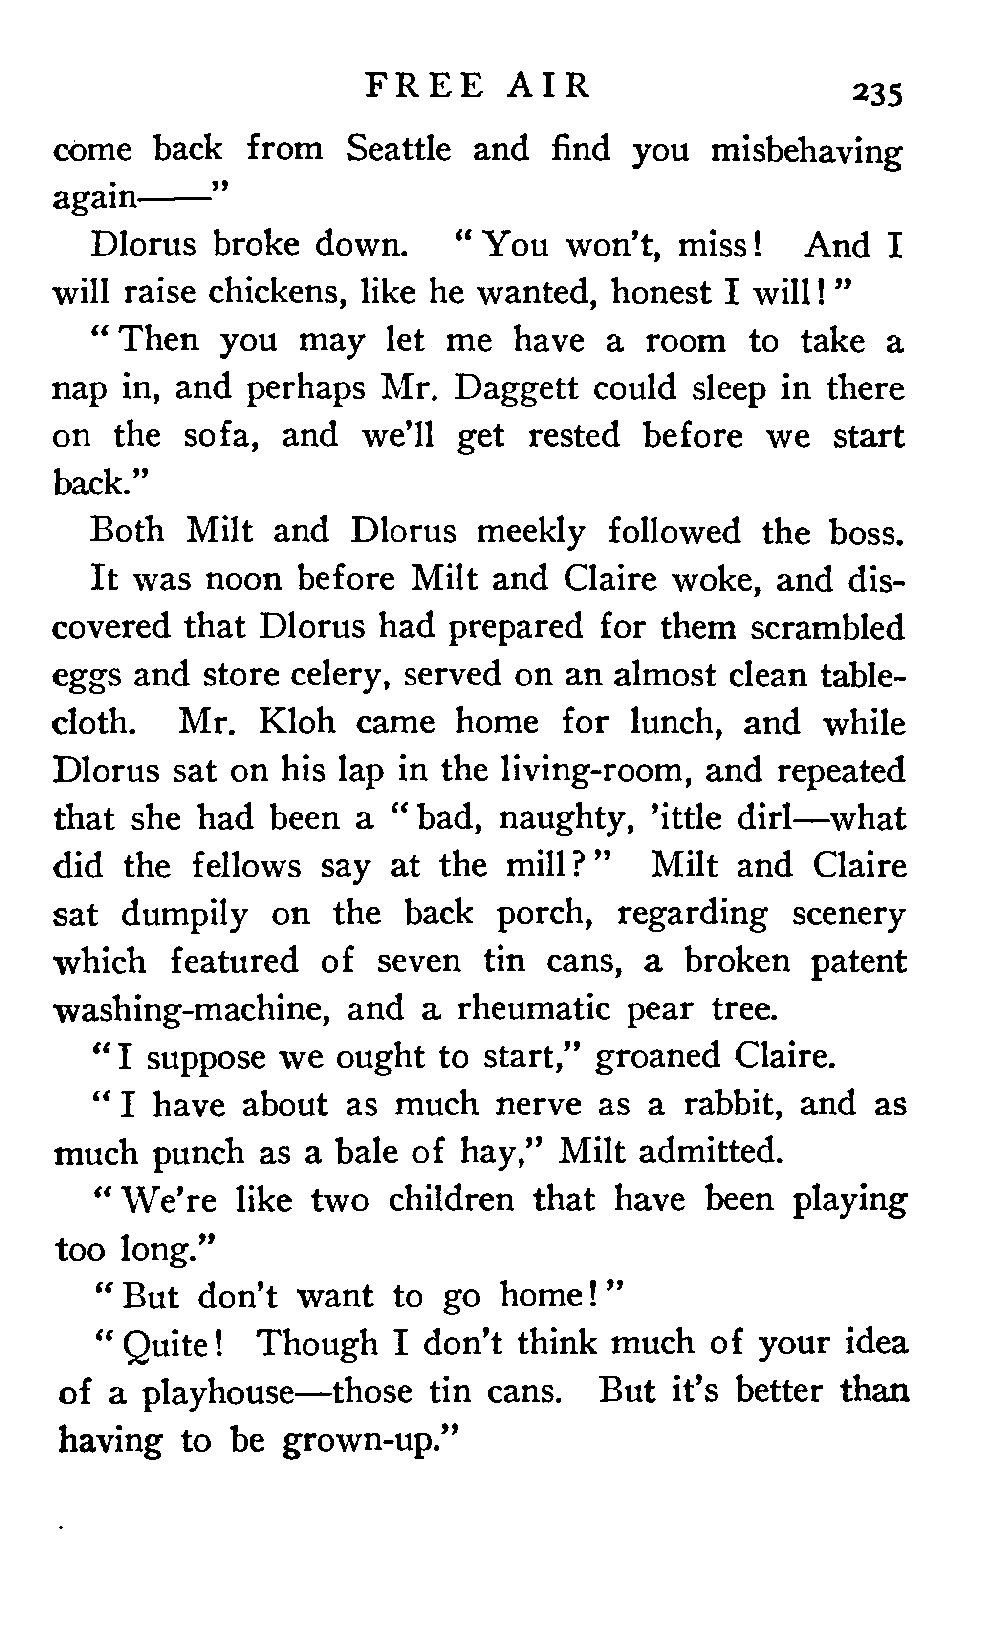 FREE AIR 235
come back from Seattle and find you misbehaving
again——"
Dlorus broke down. "You won't, miss! And I
will raise chickens, like he wanted, honest I will!"
"Then you may let me have a room to take a
nap in, and perhaps Mr. Daggett could sleep in there
on the sofa, and we'll get rested before we start
back."
Both Milt and Dlorus meekly followed the boss.
It was noon before Milt and Claire woke, and dis-
covered that Dlorus had prepared for them scrambled
eggs and store celery, served on an almost clean table-
cloth. Mr. Kloh came home for lunch, and while
Dlorus sat on his lap in the living-room, and repeated
that she had been a "bad, naughty, 'ittle dirl—what
did the fellows say at the mill?" Milt and Claire
sat dumpily on the back porch, regarding scenery
which featured of seven tin cans, a broken patent
washing-machine, and a rheumatic pear tree.
"I suppose we ought to start," groaned Claire.
"I have about as much nerve as a rabbit, and as
much punch as a bale of hay," Milt admitted.
"We're like two children that have been playing
too long."
"But don't want to go home!"
"Quite! Though I don't think much of your idea
of a playhouse—those tin cans. But it's better than
having to be grown-up."